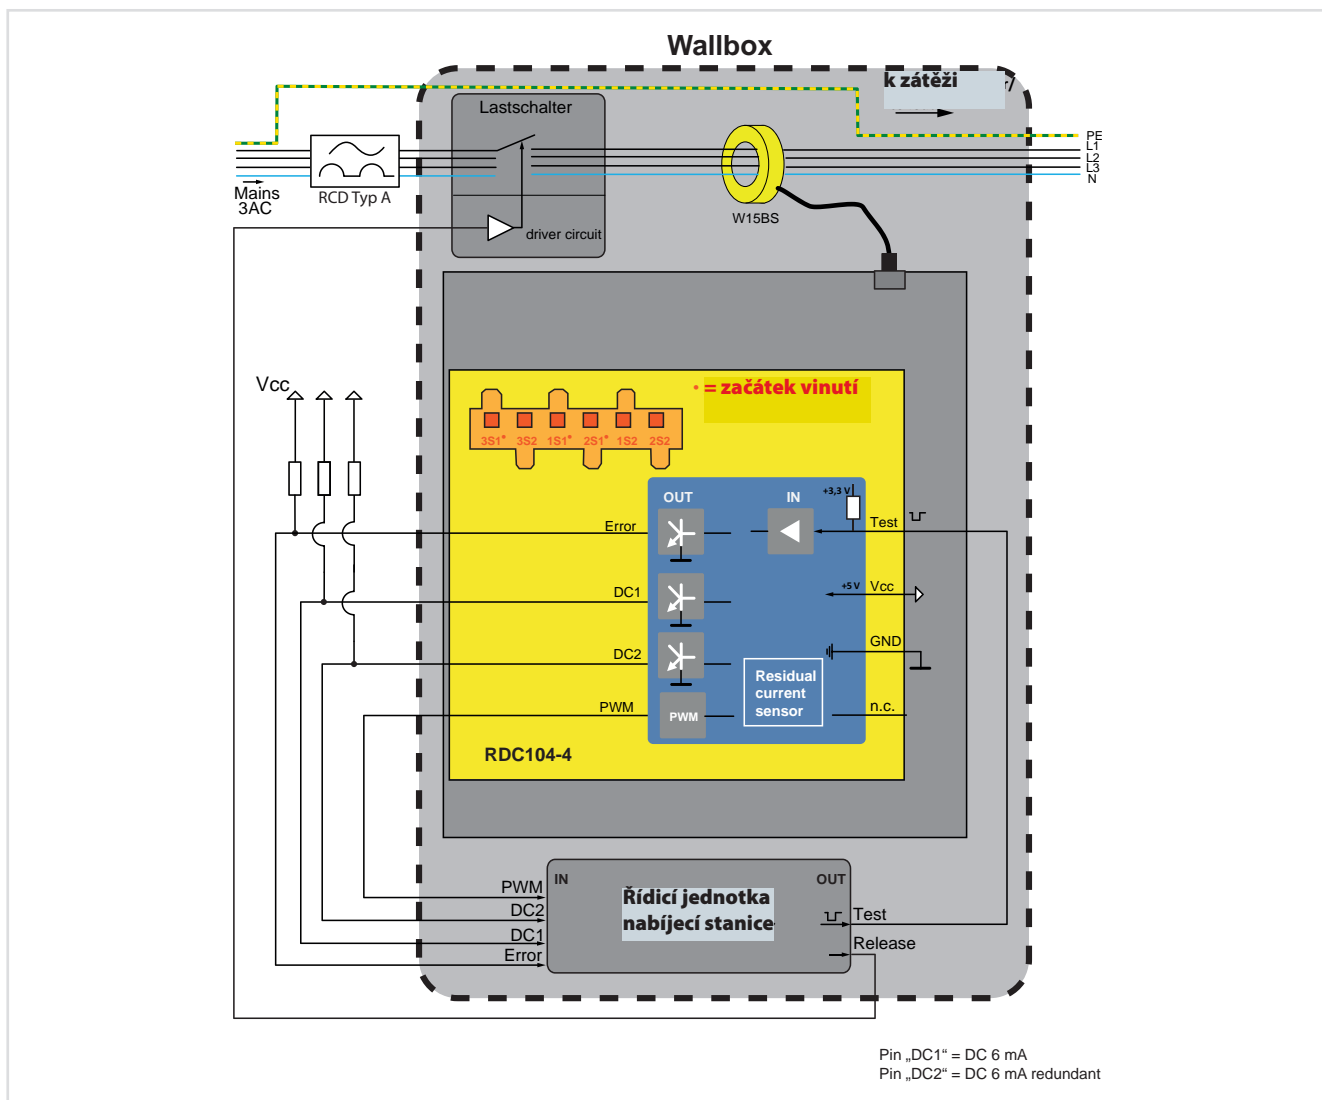 Wallbox
k zátěži
r/
Lastschalter
PE
L1
L2
L3
N
Mains
3AC
RCD Typ A
W15BS
driver circuit
Vcc
• = začátek vinutí
3S1• 3S2 1S1• 2S1• 1S2 2S2
OUT
IN
+3,3 V
Error
Test
DC1
+5 V
Vcc
DC2
GND
Residual
current
sensor
PWM
PWM
n.c.
RDC104-4
IN
OUT
PWM
DC2
DC1
Error
Řídicí jednotka
nabíjecí stanice
Test
Release
Pin „DC1“ = DC 6 mA
Pin „DC2“ = DC 6 mA redundant